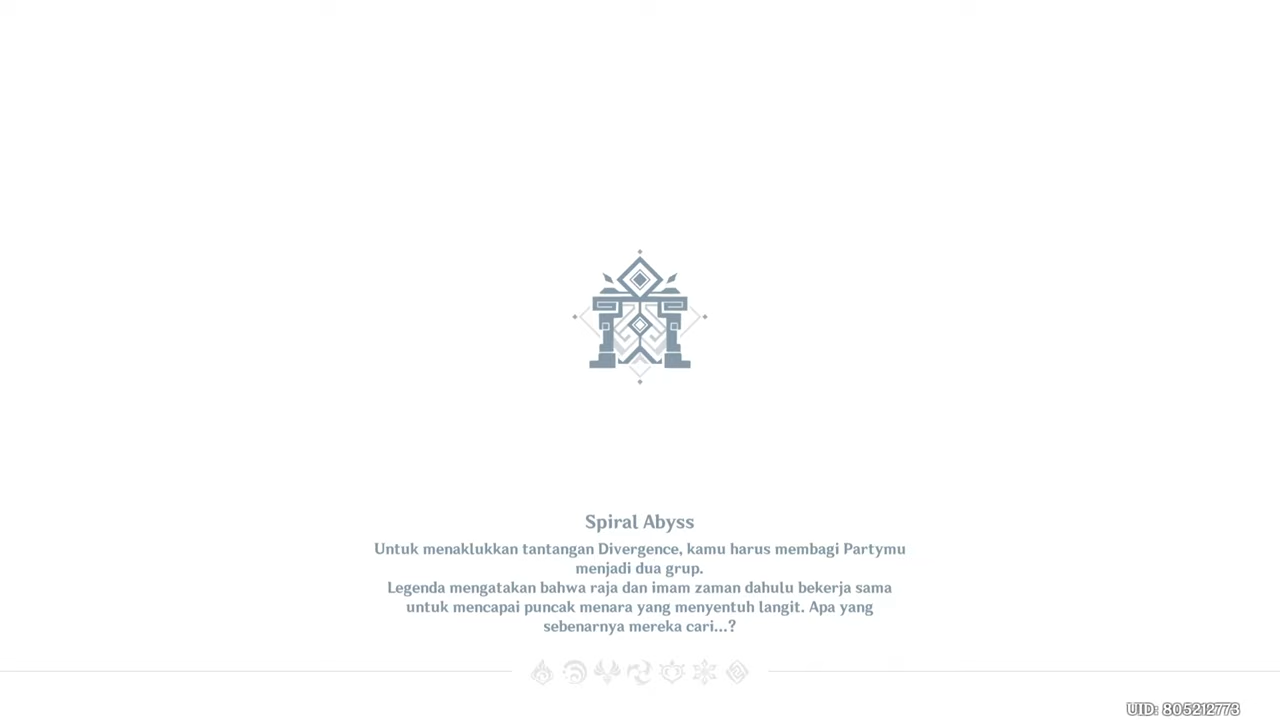 Spiral Abyss
Untuk menaklukkan tantangan Divergence, kamu harus membagi Partymu
menjadi dua grup.
Legenda mengatakan bahwa raja dan imam zaman dahulu bekerja sama
untuk mencapai puncak menara yang menyentuh langit. Apa yang
sebenarnya mereka cari...?
UID: 805212773